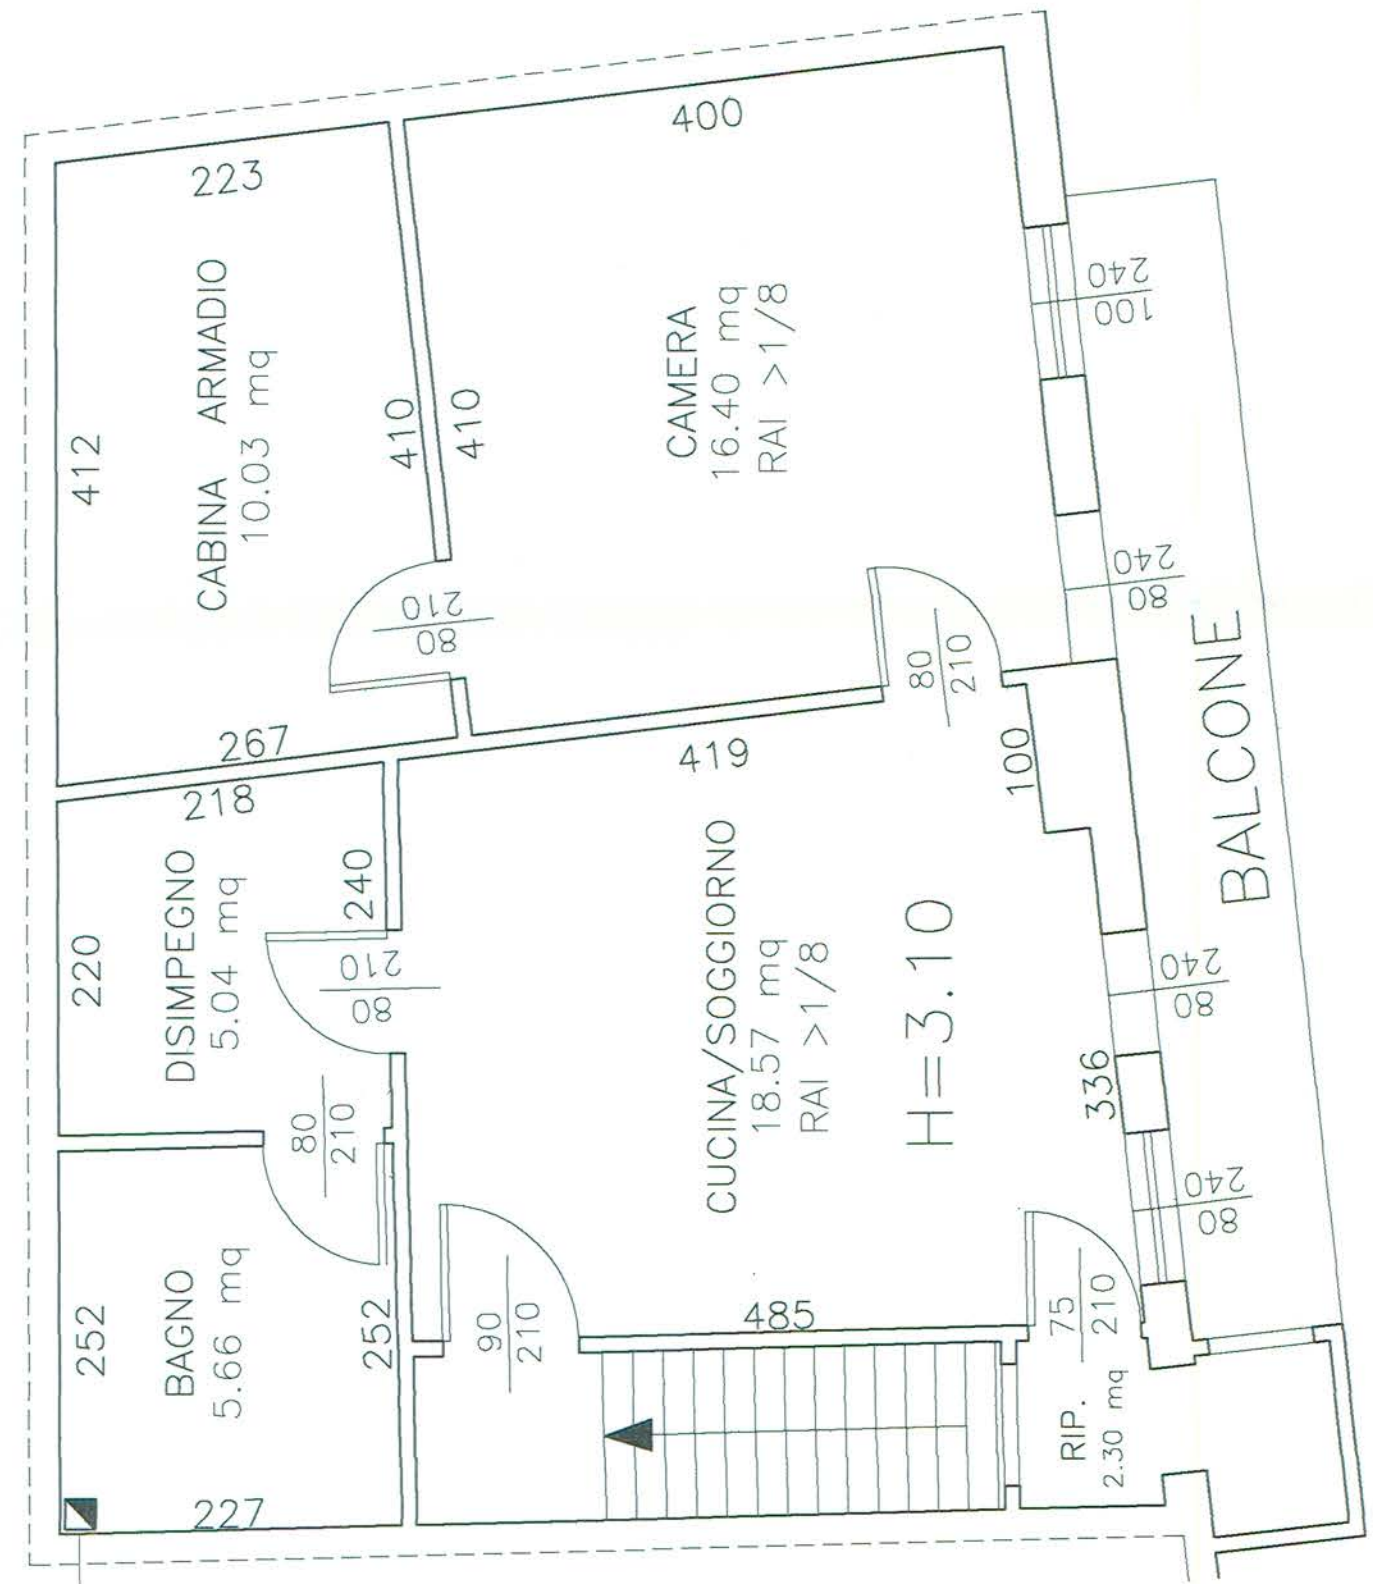 400
223
CABINA ARMADIO
10.03 mq
412
410
410
CAMERA
16.40 mq
RAI >1/8
240
100
240
80
210
80
80
210
267
218
419
100
DISIMPEGNO
5.04 mq
220
240
210
80
80
210
CUCINA/SOGGIORNO
18.57 mq
RAI >1/8
H=3.10
BALCONE
240
80
336
240
80
BAGNO
5.66 mq
252
252
227
90
210
485
75
210
RIP.
2.30 mq